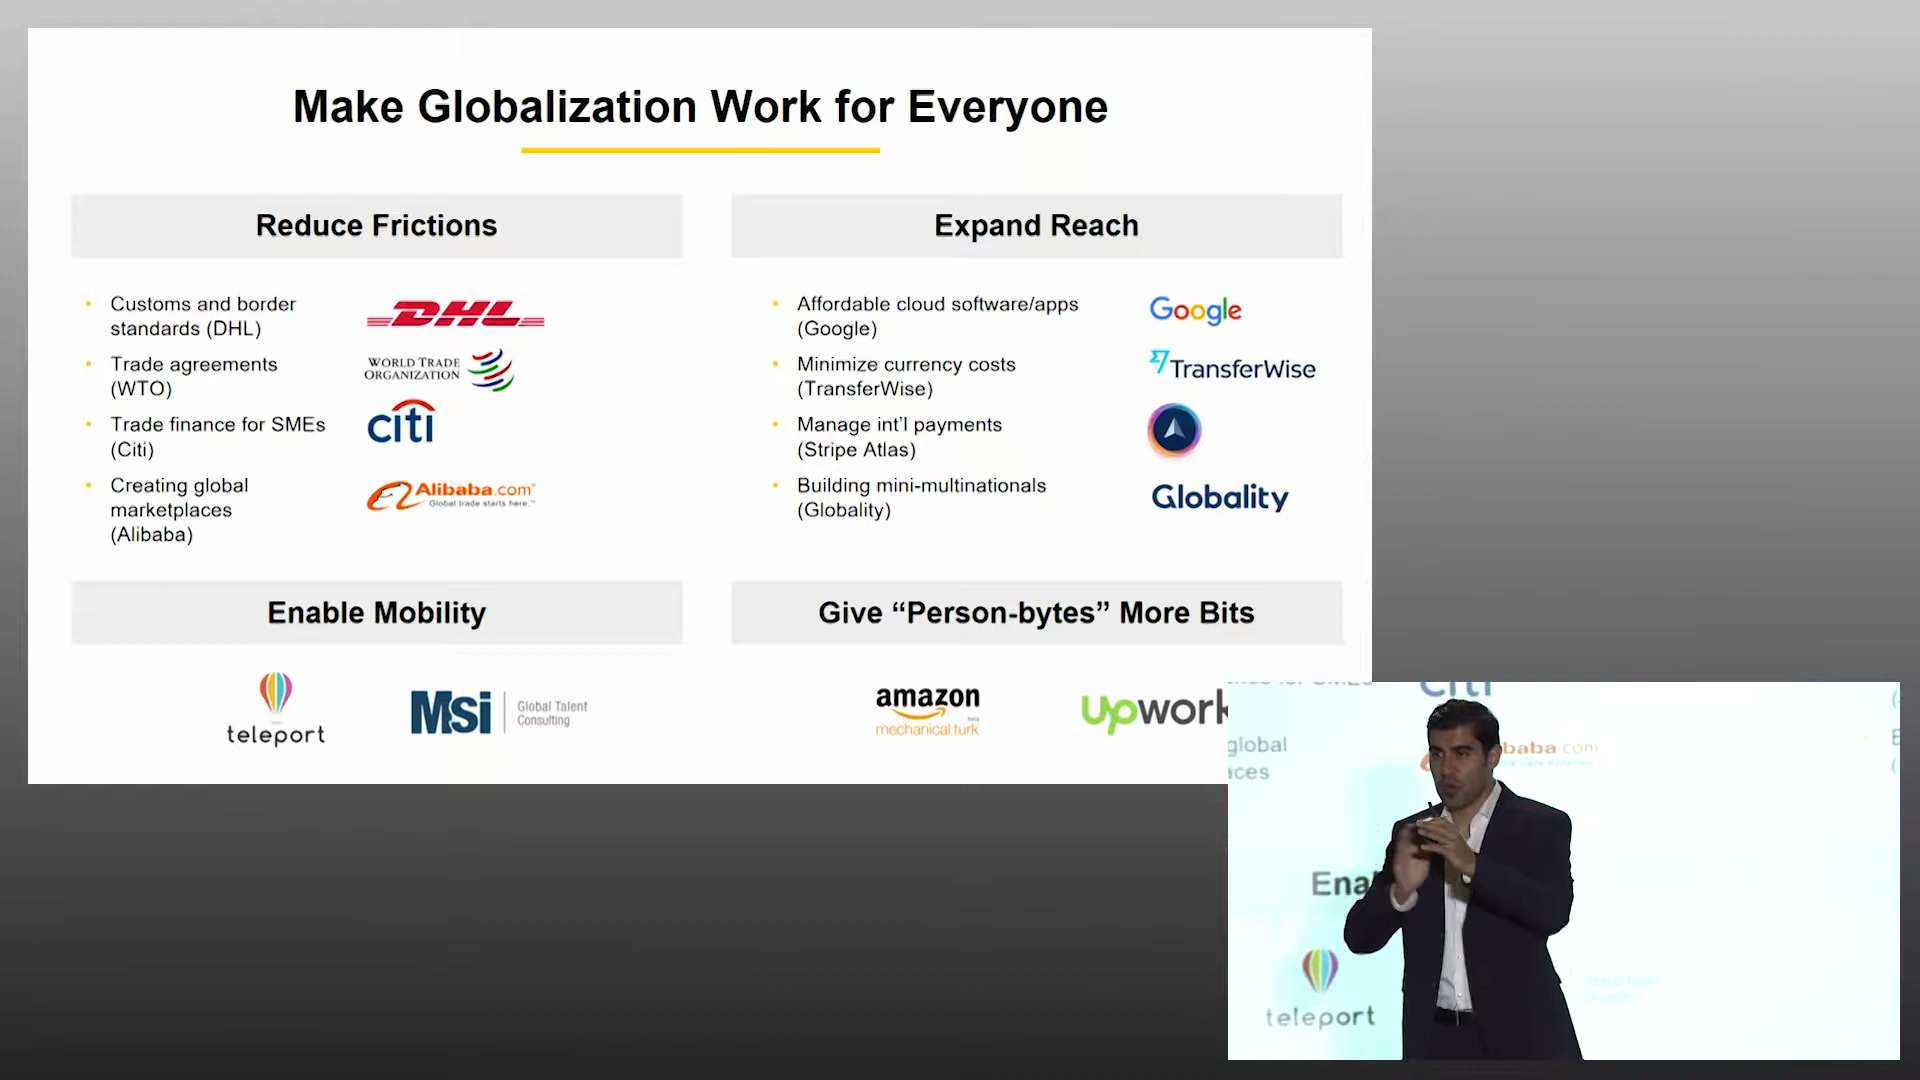 Make Globalization Work for Everyone
Reduce Frictions
• Customs and border
standards (DHL)
DHL
• Trade agreements
(WTO)
WORLD TRADE
ORGANIZATION
• Trade finance for SMEs
(Citi)
citi
• Creating global
marketplaces
(Alibaba)
Alibaba.com
Global trade starts here.™
Expand Reach
• Affordable cloud software/apps
(Google)
Google
• Minimize currency costs
(TransferWise)
TransferWise
• Manage int'l payments
(Stripe Atlas)
• Building mini-multinationals
(Globality)
Globality
Enable Mobility
teleport
Msi
Global Talent
Consulting
Give “Person-bytes” More Bits
amazon
mechanical turk
Upwork
citi
global
baba.com
aces
Ena
teleport